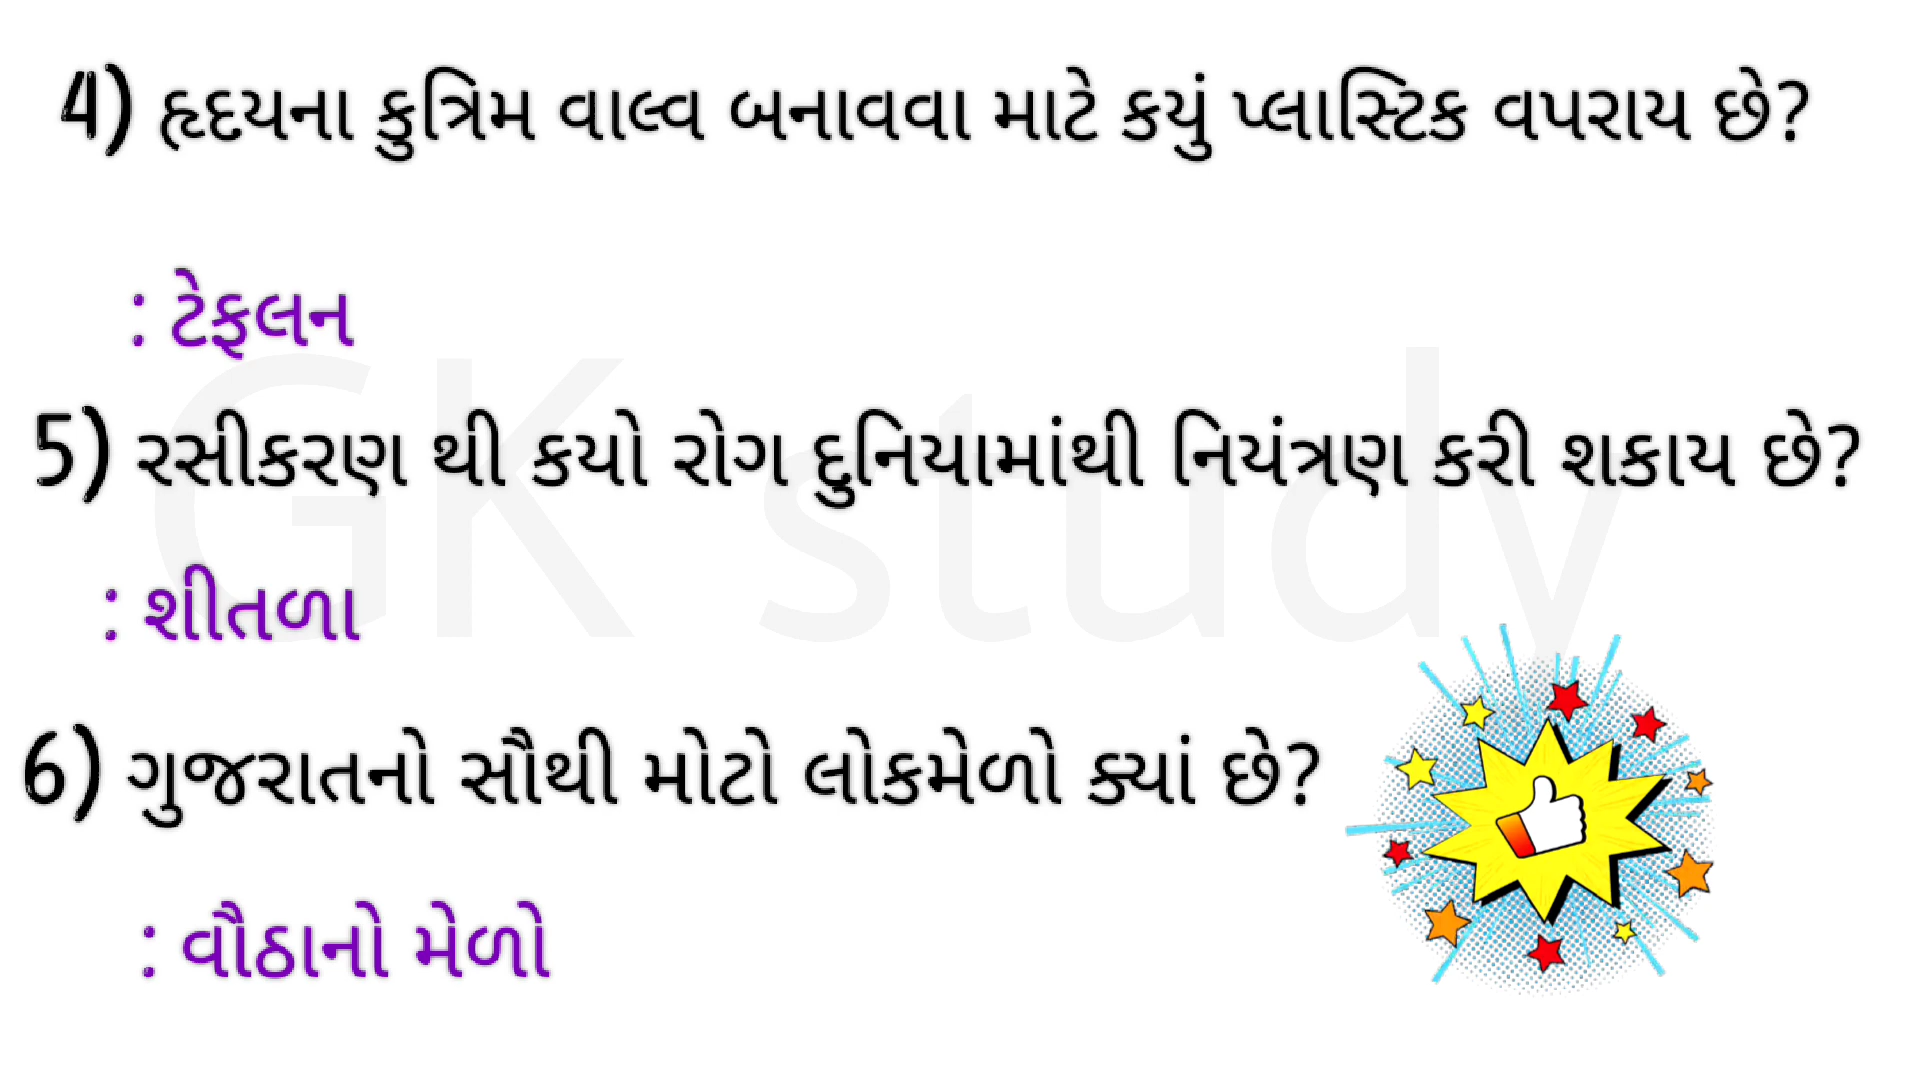 4) હૃદયના કુત્રિમ વાલ્વ બનાવવા માટે કયું પ્લાસ્ટિક વપરાય છે?
: ટેફલન
5) રસીકરણ થી કયો રોગ દુનિયામાંથી નિયંત્રણ કરી શકાય છે?
: શીતળા
6) ગુજરાતનો સૌથી મોટો લોકમેળો ક્યાં છે?
: વૌઠાનો મેળો
GK study